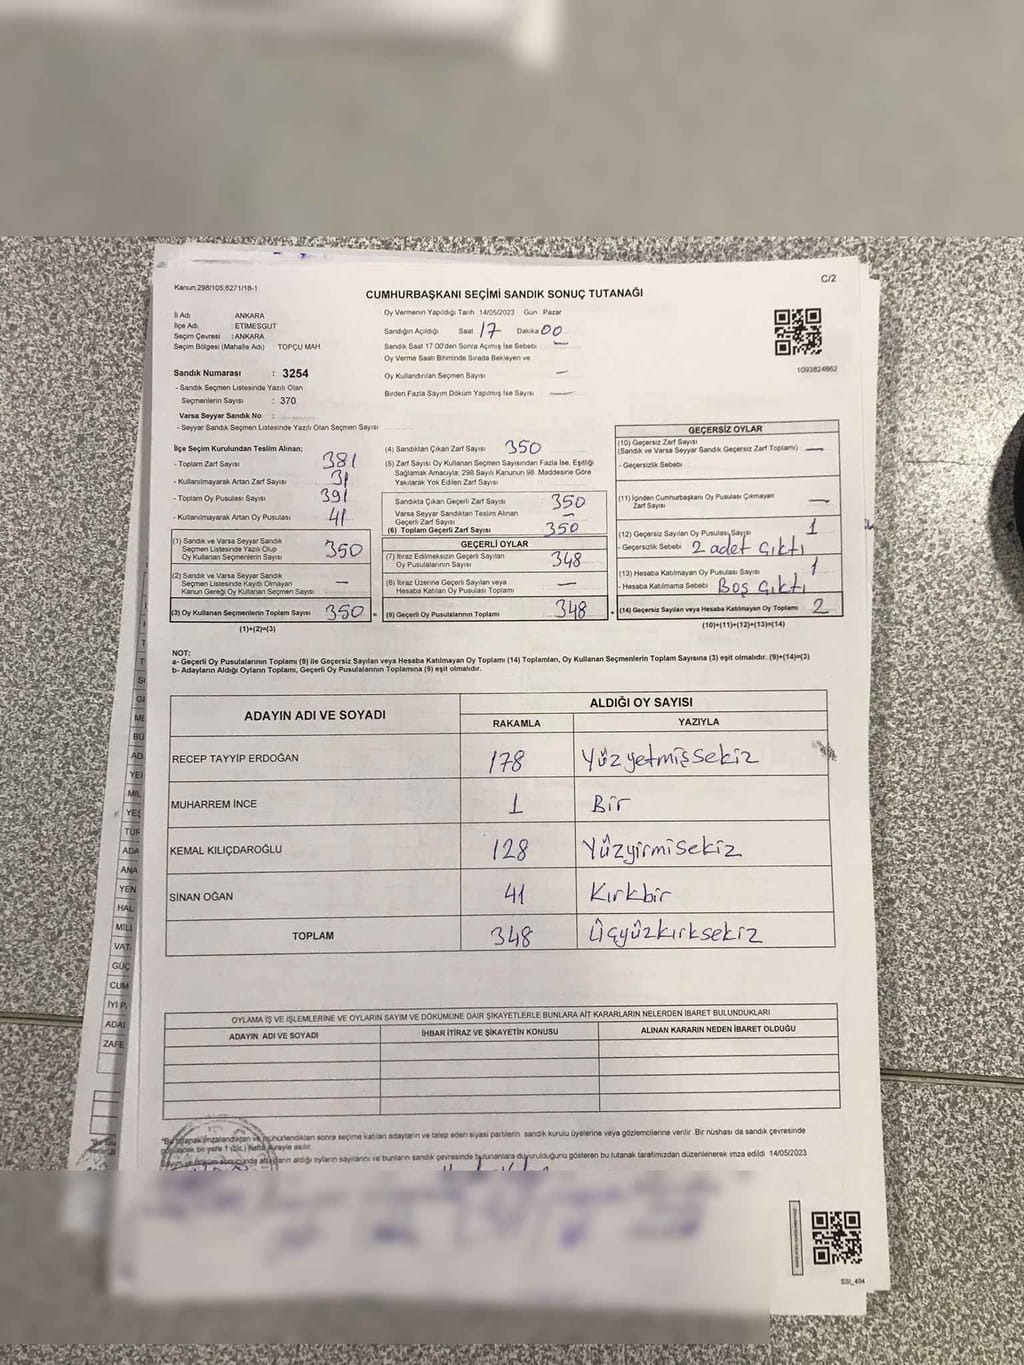 Kanun:298/105,6271/18-1
C/2
CUMHURBAŞKANI SEÇİMİ SANDIK SONUÇ TUTANAĞI
İl Adı ANKARA
İlçe Adı : ETİMESGUT
Seçim Çevresi : ANKARA
Seçim Bölgesi (Mahalle Adı) TOPÇU MAH
Sandık Numarası : 3254
- Sandık Seçmen Listesinde Yazılı Olan
Seçmenlerin Sayısı : 370
Varsa Seyyar Sandık No :
- Seyyar Sandık Seçmen Listesinde Yazılı Olan Seçmen Sayısı
Oy Vermenin Yapıldığı Tarih 14/05/2023 Gün Pazar
Sandığın Açıldığı Saat 17 Dakika 00
Sandık Saat 17 00'den Sonra Açımış İse Sebebi —
Oy Verme Saati Bitiminde Sırada Bekleyen ve
Oy Kullandırılan Seçmen Sayısı —
Birden Fazla Sayım Döküm Yapılmış İse Sayısı —
1093824662
İlçe Seçim Kurulundan Teslim Alınan;
- Toplam Zarf Sayısı 381
- Kullanılmayarak Artan Zarf Sayısı 31
- Toplam Oy Pusulası Sayısı 391
- Kullanılmayarak Artan Oy Pusulası 41
(1) Sandık ve Varsa Seyyar Sandık
Seçmen Listesinde Yazılı Olup
Oy Kullanan Seçmenlerin Sayısı 350
(2) Sandık ve Varsa Seyyar Sandık
Seçmen Listesinde Kayıtlı Olmayan
Kanun Gereği Oy Kullanan Seçmen Sayısı —
(3) Oy Kullanan Seçmenlerin Toplam Sayısı 350 =
(1)+(2)=(3)
(4) Sandıktan Çıkan Zarf Sayısı 350
(5) Zarf Sayısı Oy Kullanan Seçmen Sayısından Fazla İse, Eşitliği
Sağlamak Amacıyla; 298 Sayılı Kanunun 98. Maddesine Göre
Yakılarak Yok Edilen Zarf Sayısı
Sandıkta Çıkan Geçerli Zarf Sayısı 350
Varsa Seyyar Sandıktan Teslim Alınan
Geçerli Zarf Sayısı —
(6) Toplam Geçerli Zarf Sayısı 350
GEÇERLİ OYLAR
(7) İtiraz Edilmeksizin Geçerli Sayılan
Oy Pusulalarının Sayısı 348
(8) İtiraz Üzerine Geçerli Sayılan veya
Hesaba Katılan Oy Pusulaları Toplamı —
(9) Geçerli Oy Pusulalarının Toplamı 348 +
GEÇERSİZ OYLAR
(10) Geçersiz Zarf Sayısı
(Sandık ve Varsa Seyyar Sandık Geçersiz Zarf Toplamı) —
- Geçersizlik Sebebi
(11) İçinden Cumhurbaşkanı Oy Pusulası Çıkmayan
Zarf Sayısı —
(12) Geçersiz Sayılan Oy Pusulası Sayısı 1
- Geçersizlik Sebebi 2 adet çıktı
(13) Hesaba Katılmayan Oy Pusulası Sayısı 1
- Hesaba Katılmama Sebebi Boş çıktı
(14) Geçersiz Sayılan veya Hesaba Katılmayan Oy Toplamı 2
(10)+(11)+(12)+(13)=(14)
NOT:
a- Geçerli Oy Pusulalarının Toplamı (9) ile Geçersiz Sayılan veya Hesaba Katılmayan Oy Toplamı (14) Toplamları, Oy Kullanan Seçmenlerin Toplam Sayısına (3) eşit olmalıdır. (9)+(14)=(3)
b- Adayların Aldığı Oyların Toplamı, Geçerli Oy Pusulalarının Toplamına (9) eşit olmalıdır.
ADAYIN ADI VE SOYADI
ALDIĞI OY SAYISI
RAKAMLA YAZIYLA
RECEP TAYYİP ERDOĞAN 178 Yüzyetmişsekiz
MUHARREM İNCE 1 Bir
KEMAL KILIÇDAROĞLU 128 Yüzyirmisekiz
SİNAN OĞAN 41 Kırkbir
TOPLAM 348 Üçyüzkırksekiz
OYLAMA İŞ VE İŞLEMLERİNE VE OYLARIN SAYIM VE DÖKÜMÜNE DAİR ŞİKAYETLERLE BUNLARA AİT KARARLARIN NELERDEN İBARET BULUNDUKLARI
ADAYIN ADI VE SOYADI İHBAR İTİRAZ VE ŞİKAYETİN KONUSU ALINAN KARARIN NEDEN İBARET OLDUĞU
"Bu tutanak imzalandıktan ve mühürlendikten sonra seçime katılan adayların ve talep eden siyasi partilerin sandık kurulu üyelerine veya gözlemcilerine verilir .Bir nüshası da sandık çevresinde
bir yere 1 (bir) hafta süreyle asılır
aldığı oyların sayılarını ve bunların sandık çevresinde bulunanlara duyurulduğunu gösteren bu tutanak tarafımızdan düzenlenerek imza edildi 14/05/2023
SSI_404